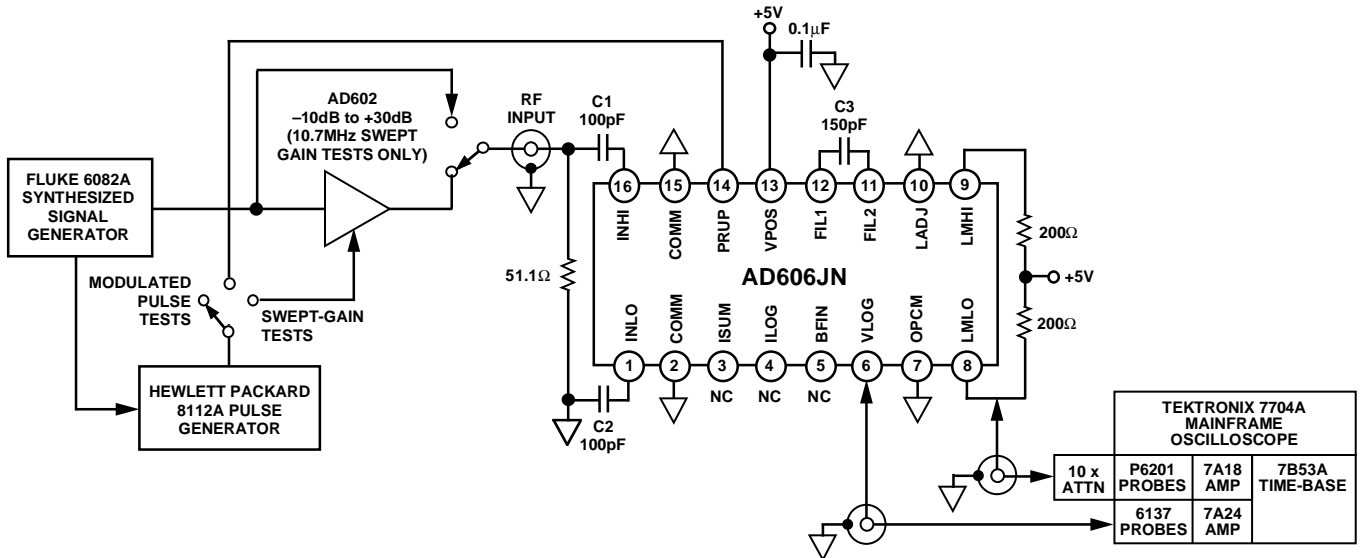 +5V
0.1μF
AD602
–10dB to +30dB
(10.7MHz SWEPT
GAIN TESTS ONLY)
RF
INPUT
C1
100pF
C3
150pF
FLUKE 6082A
SYNTHESIZED
SIGNAL
GENERATOR
16
15
14
13
12
11
10
9
INHI
COMM
PRUP
VPOS
FIL1
FIL2
LADJ
LMHI
200Ω
+5V
200Ω
51.1Ω
AD606JN
MODULATED
PULSE
TESTS
SWEPT-GAIN
TESTS
INLO
COMM
ISUM
ILOG
BFIN
VLOG
OPCM
LMLO
1
2
3
4
5
6
7
8
NC
NC
NC
C2
100pF
HEWLETT PACKARD
8112A PULSE
GENERATOR
TEKTRONIX 7704A
MAINFRAME
OSCILLOSCOPE
10 x
ATTN
P6201
PROBES
7A18
AMP
7B53A
TIME-BASE
6137
PROBES
7A24
AMP